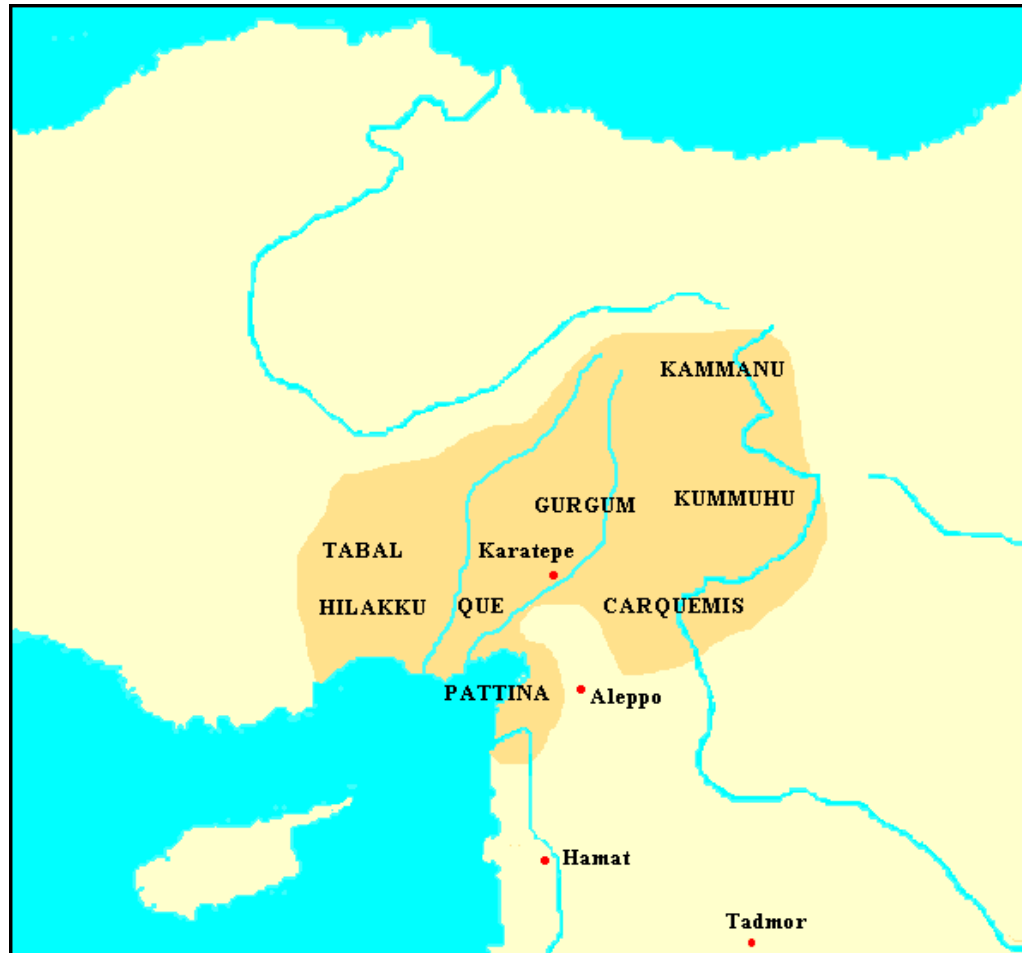 KAMMANU
KUMMUHU
GURGUM
TABAL
Karatepe
HILAKKU
QUE
CARQUEMIS
PATTINA
Aleppo
Hamat
Tadmor